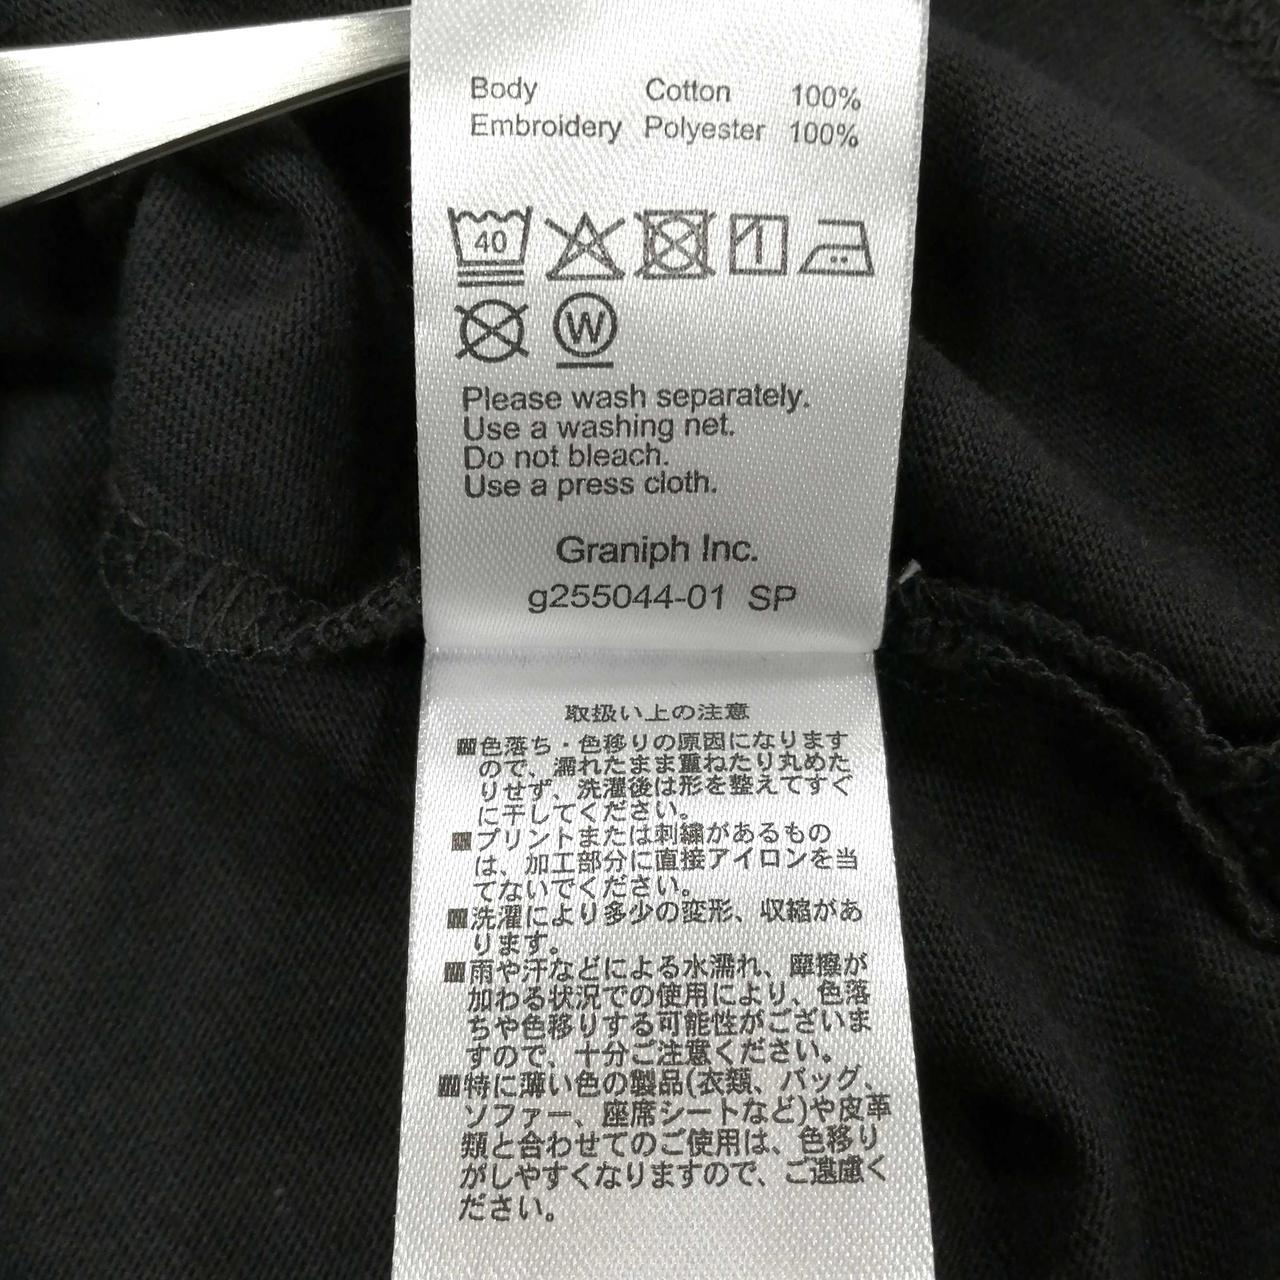 Body Cotton 100%
Embroidery Polyester 100%
40
W
Please wash separately.
Use a washing net.
Do not bleach.
Use a press cloth.
Graniph Inc.
g255044-01 SP
取扱い上の注意
■色落ち・色移りの原因になります
ので、濡れたまま重ねたり丸めた
りせず、洗濯後は形を整えてすぐ
に干してください。
■プリントまたは刺繍があるもの
は、加工部分に直接アイロンを当
てないでください。
■洗濯により多少の変形、収縮があ
ります。
■雨や汗などによる水濡れ、摩擦が
加わる状況での使用により、色落
ちや色移りする可能性がございま
すので、十分ご注意ください。
■特に薄い色の製品(衣類、バッグ、
ソファー、座席シートなど)や皮革
類と合わせてのご使用は、色移り
がしやすくなりますので、ご遠慮く
ださい。